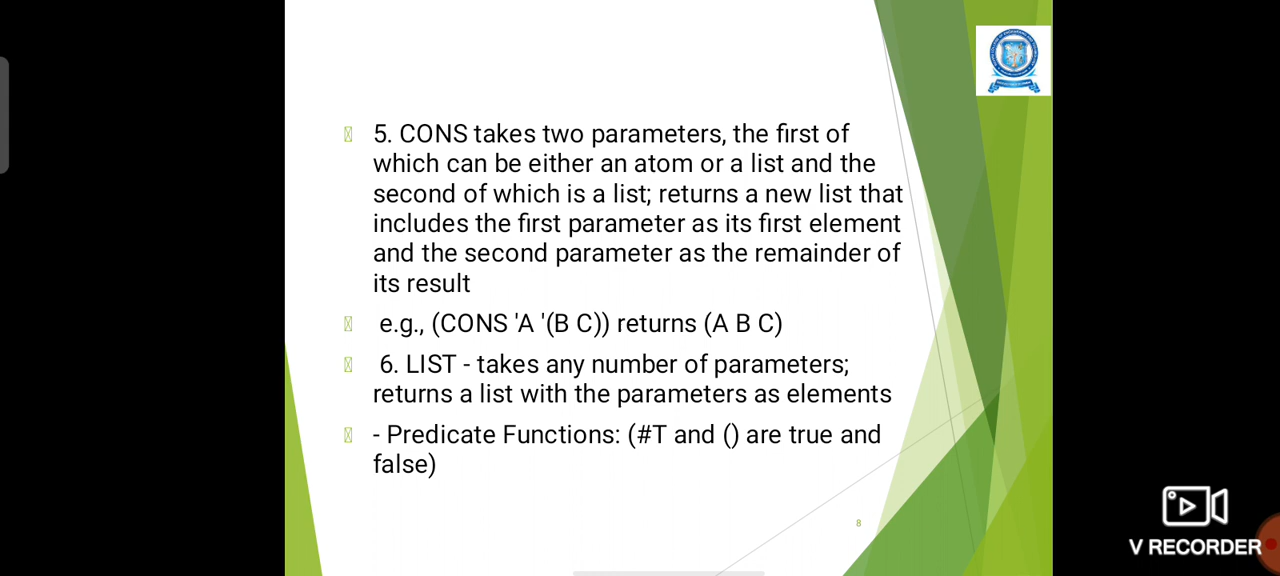 5. CONS takes two parameters, the first of
which can be either an atom or a list and the
second of which is a list; returns a new list that
includes the first parameter as its first element
and the second parameter as the remainder of
its result
e.g., (CONS 'A '(B C)) returns (A B C)
6. LIST - takes any number of parameters;
returns a list with the parameters as elements
- Predicate Functions: (#T and () are true and
false)
8
V RECORDER